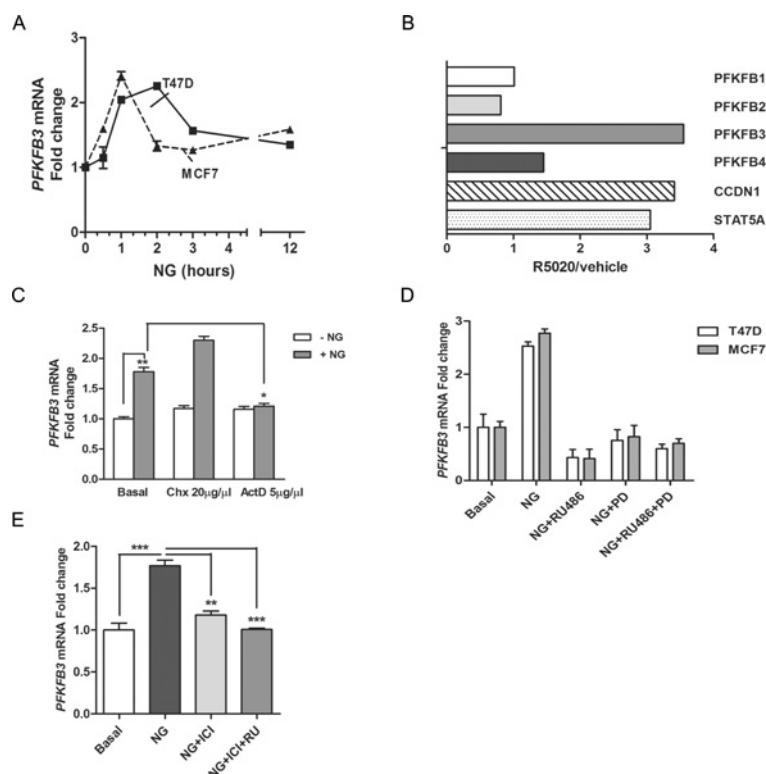 A
PFKFB3 mRNA
Fold change
3
2
1
0
0 1 2 3 4 12
NG (hours)
T47D
MCF7
B
PFKFB1
PFKFB2
PFKFB3
PFKFB4
CCDN1
STAT5A
0 1 2 3 4
R5020/vehicle
C
PFKFB3 mRNA
Fold change
2.5
2.0
1.5
1.0
0.5
0.0
**
*
- NG
+ NG
Basal Chx 20µg/µl ActD 5µg/µl
D
PFKFB3 mRNA Fold change
3
2
1
0
T47D
MCF7
Basal
NG
NG+RU486
NG+PD
NG+RU486+PD
E
PFKFB3 mRNA Fold change
2.0
1.5
1.0
0.5
0.0
***
**
***
Basal
NG
NG+ICI
NG+ICI+RU